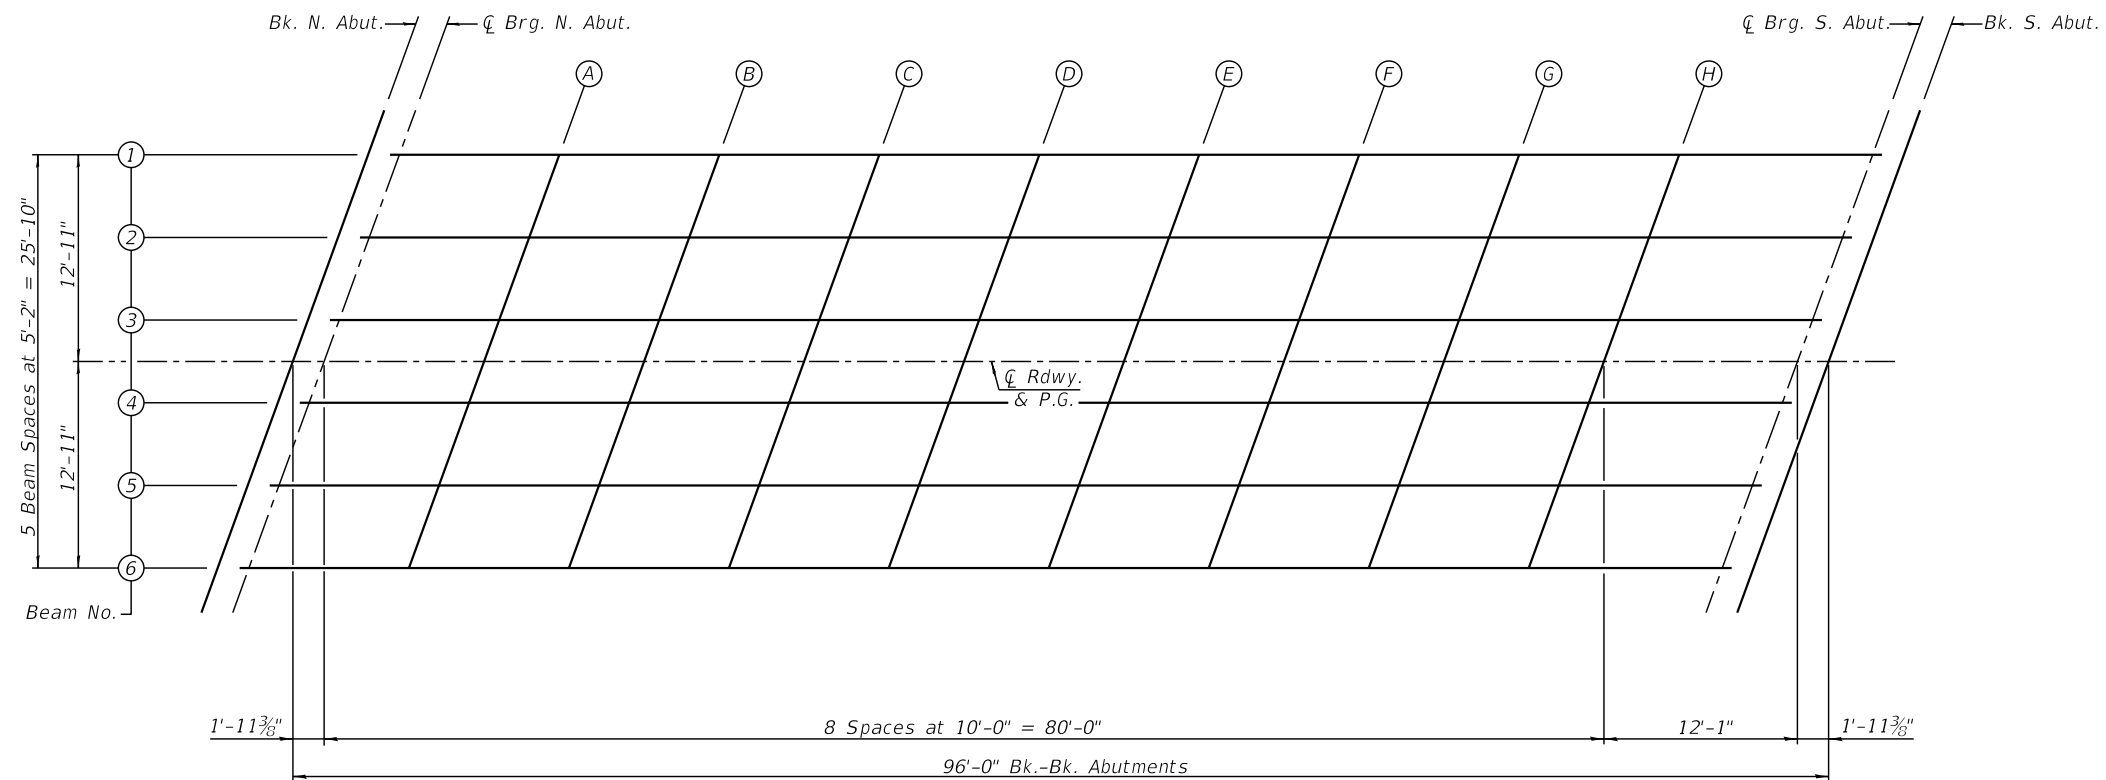 Bk. N. Abut.
℄ Brg. N. Abut.
℄ Brg. S. Abut.
Bk. S. Abut.
A
B
C
D
E
F
G
H
1
2
3
4
5
6
Beam No.
5 Beam Spaces at 5'-2" = 25'-10"
12'-11"
12'-11"
℄ Rdwy.
& P.G.
1'-11⅜"
8 Spaces at 10'-0" = 80'-0"
12'-1"
1'-11⅜"
96'-0" Bk.-Bk. Abutments